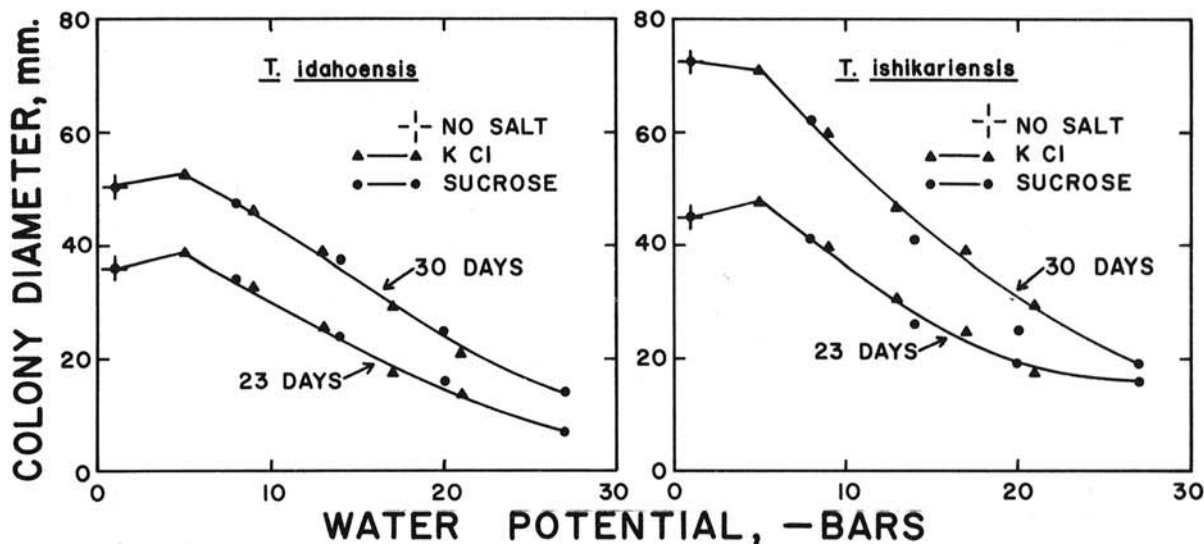 COLONY DIAMETER, mm.
80
60
40
20
0
T. idahoensis
NO SALT
K Cl
SUCROSE
30 DAYS
23 DAYS
0
10
20
30
80
60
40
20
0
T. ishikariensis
NO SALT
K Cl
SUCROSE
30 DAYS
23 DAYS
0
10
20
30
WATER POTENTIAL, -BARS